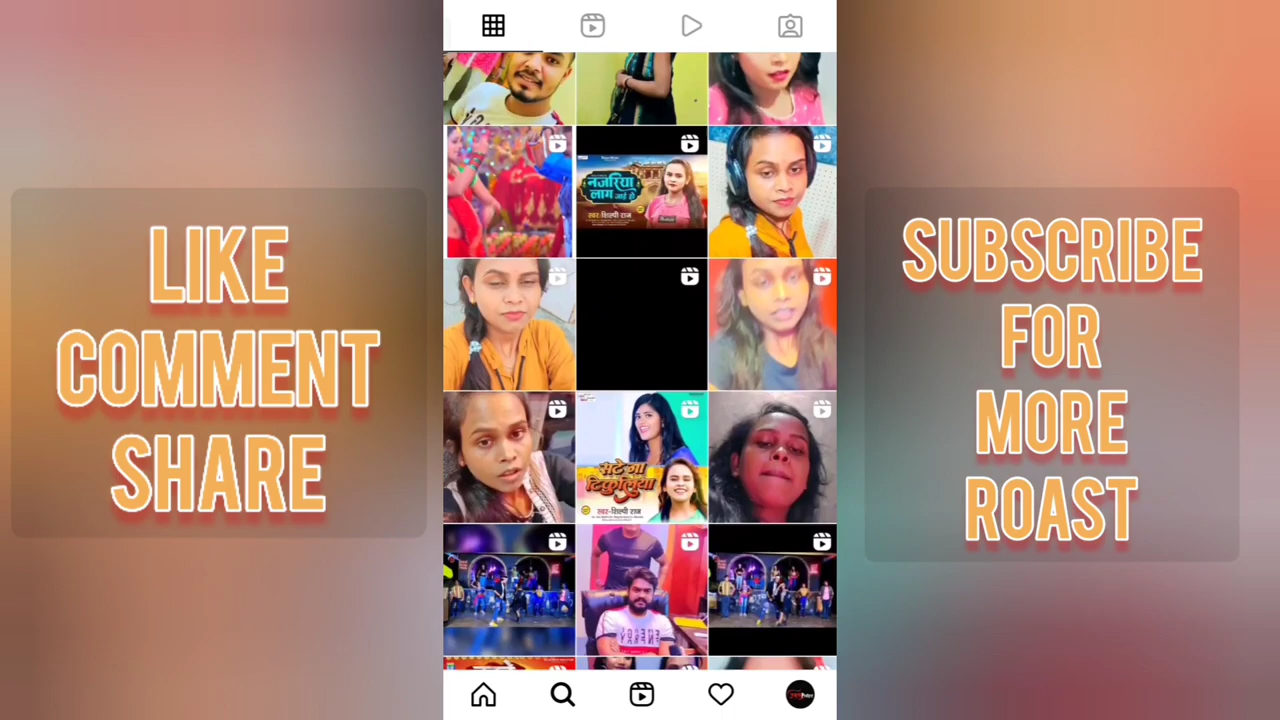 LIKE
COMMENT
SHARE
नजरिया
लाग जाई हो
स्वर-शिल्पी राज
सटे ना
टिकुलिया
स्वर-शिल्पी राज
SUBSCRIBE
FOR
MORE
ROAST